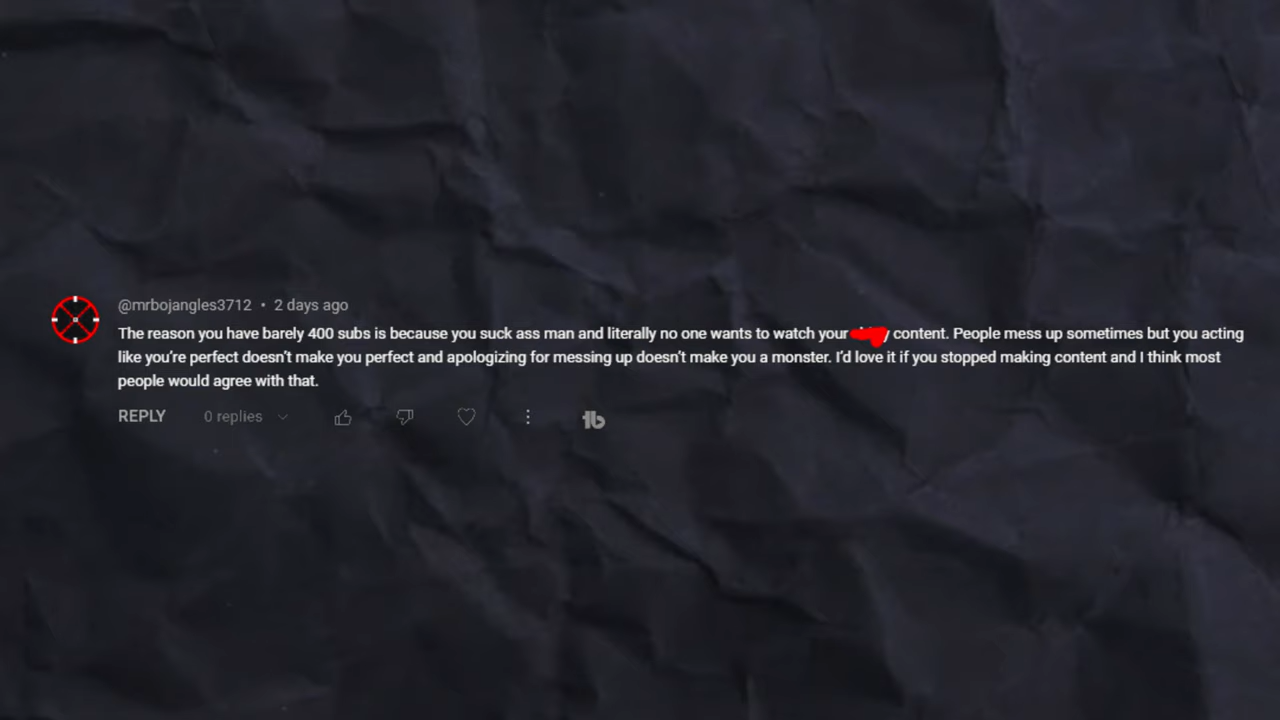 @mrbojangles3712 • 2 days ago
The reason you have barely 400 subs is because you suck ass man and literally no one wants to watch your content. People mess up sometimes but you acting
like you're perfect doesn't make you perfect and apologizing for messing up doesn't make you a monster. I'd love it if you stopped making content and I think most
people would agree with that.
REPLY 0 replies
tb